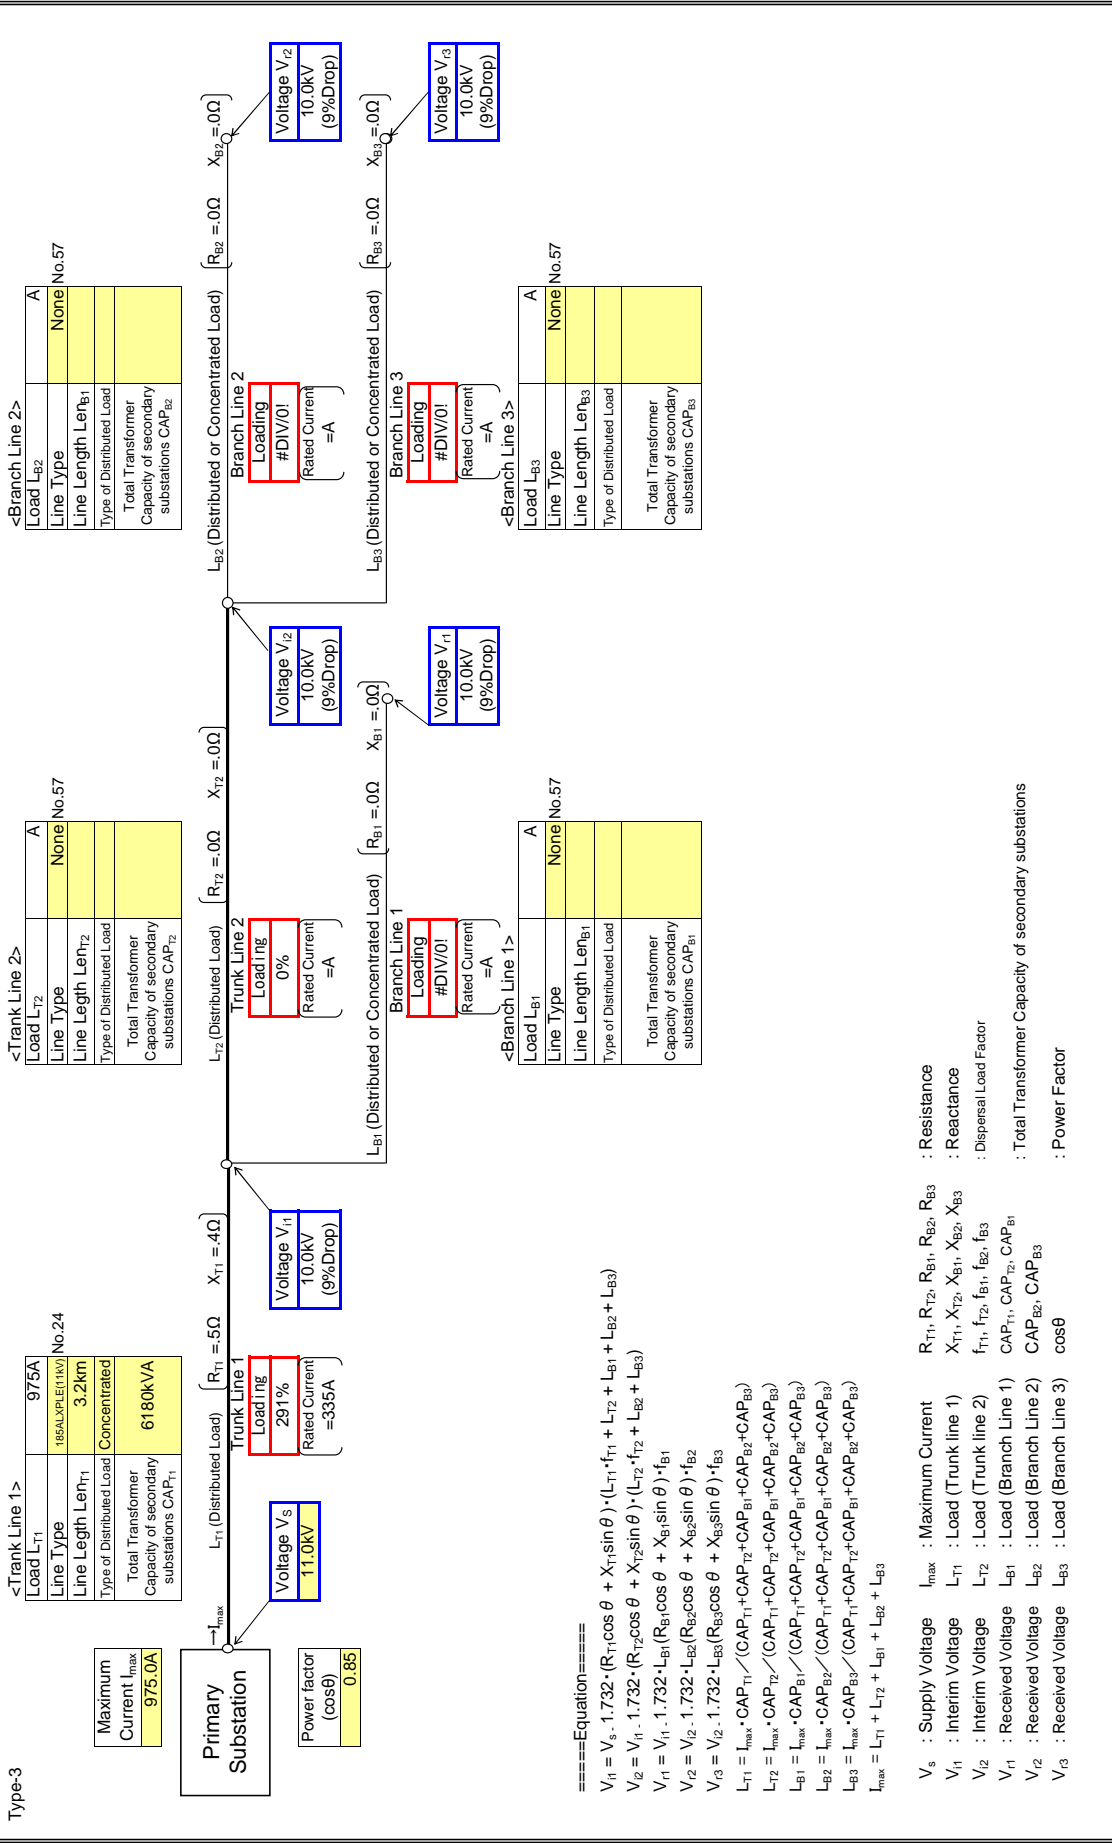 Type-3
Maximum
Current Imax
975.0A
Primary
Substation
Power factor
(cosθ)
0.85
→Imax
Voltage VS
11.0kV
<Trank Line 1>
Load LT1 975A
Line Type 185ALXPLE(11kV) No.24
Line Legth LenT1 3.2km
Type of Distributed Load Concentrated
Total Transformer
Capacity of secondary
substations CAPT1
6180kVA
LT1 (Distributed Load) RT1 =.5Ω XT1 =.4Ω
Trunk Line 1
Loading
291%
Rated Current
=335A
Voltage Vi1
10.0kV
(9%Drop)
<Trank Line 2>
Load LT2 A
Line Type None No.57
Line Length LenT2
Type of Distributed Load
Total Transformer
Capacity of secondary
substations CAPT2
LT2 (Distributed Load) RT2 =.0Ω XT2 =.0Ω
Trunk Line 2
Loading
0%
Rated Current
=A
Voltage Vi2
10.0kV
(9%Drop)
LB1 (Distributed or Concentrated Load) RB1 =.0Ω XB1 =.0Ω
Branch Line 1
Loading
#DIV/0!
Rated Current
=A
Voltage Vr1
10.0kV
(9%Drop)
<Branch Line 1>
Load LB1 A
Line Type None No.57
Line Length LenB1
Type of Distributed Load
Total Transformer
Capacity of secondary
substations CAPB1
<Branch Line 2>
Load LB2 A
Line Type None No.57
Line Length LenB1
Type of Distributed Load
Total Transformer
Capacity of secondary
substations CAPB2
LB2 (Distributed or Concentrated Load) RB2 =.0Ω XB2 =.0Ω
Branch Line 2
Loading
#DIV/0!
Rated Current
=A
Voltage Vr2
10.0kV
(9%Drop)
LB3 (Distributed or Concentrated Load) RB3 =.0Ω XB3 =.0Ω
Branch Line 3
Loading
#DIV/0!
Rated Current
=A
Voltage Vr3
10.0kV
(9%Drop)
<Branch Line 3>
Load LB3 A
Line Type None No.57
Line Length LenB3
Type of Distributed Load
Total Transformer
Capacity of secondary
substations CAPB3
=====Equation=====
Vi1 = Vs - 1.732•(RT1cosθ + XT1sinθ)•(LT1•fT1 + LT2 + LB1 + LB2 + LB3)
Vi2 = Vi1 - 1.732•(RT2cosθ + XT2sinθ)•(LT2•fT2 + LB2 + LB3)
Vr1 = Vi1 - 1.732•LB1(RB1cosθ + XB1sinθ)•fB1
Vr2 = Vi2 - 1.732•LB2(RB2cosθ + XB2sinθ)•fB2
Vr3 = Vi2 - 1.732•LB3(RB3cosθ + XB3sinθ)•fB3
LT1 = Imax•CAPT1／(CAPT1+CAPT2+CAPB1+CAPB2+CAPB3)
LT2 = Imax•CAPT2／(CAPT1+CAPT2+CAPB1+CAPB2+CAPB3)
LB1 = Imax•CAPB1／(CAPT1+CAPT2+CAPB1+CAPB2+CAPB3)
LB2 = Imax•CAPB2／(CAPT1+CAPT2+CAPB1+CAPB2+CAPB3)
LB3 = Imax•CAPB3／(CAPT1+CAPT2+CAPB1+CAPB2+CAPB3)
Imax = LT1 + LT2 + LB1 + LB2 + LB3
Vs : Supply Voltage Imax : Maximum Current RT1, RT2, RB1, RB2, RB3 : Resistance
Vi1 : Interim Voltage LT1 : Load (Trunk line 1) XT1, XT2, XB1, XB2, XB3 : Reactance
Vi2 : Interim Voltage LT2 : Load (Trunk line 2) fT1, fT2, fB1, fB2, fB3 : Dispersal Load Factor
Vr1 : Received Voltage LB1 : Load (Branch Line 1) CAPT1, CAPT2, CAPB1
Vr2 : Received Voltage LB2 : Load (Branch Line 2) CAPB2, CAPB3 : Total Transformer Capacity of secondary substations
Vr3 : Received Voltage LB3 : Load (Branch Line 3) cosθ : Power Factor